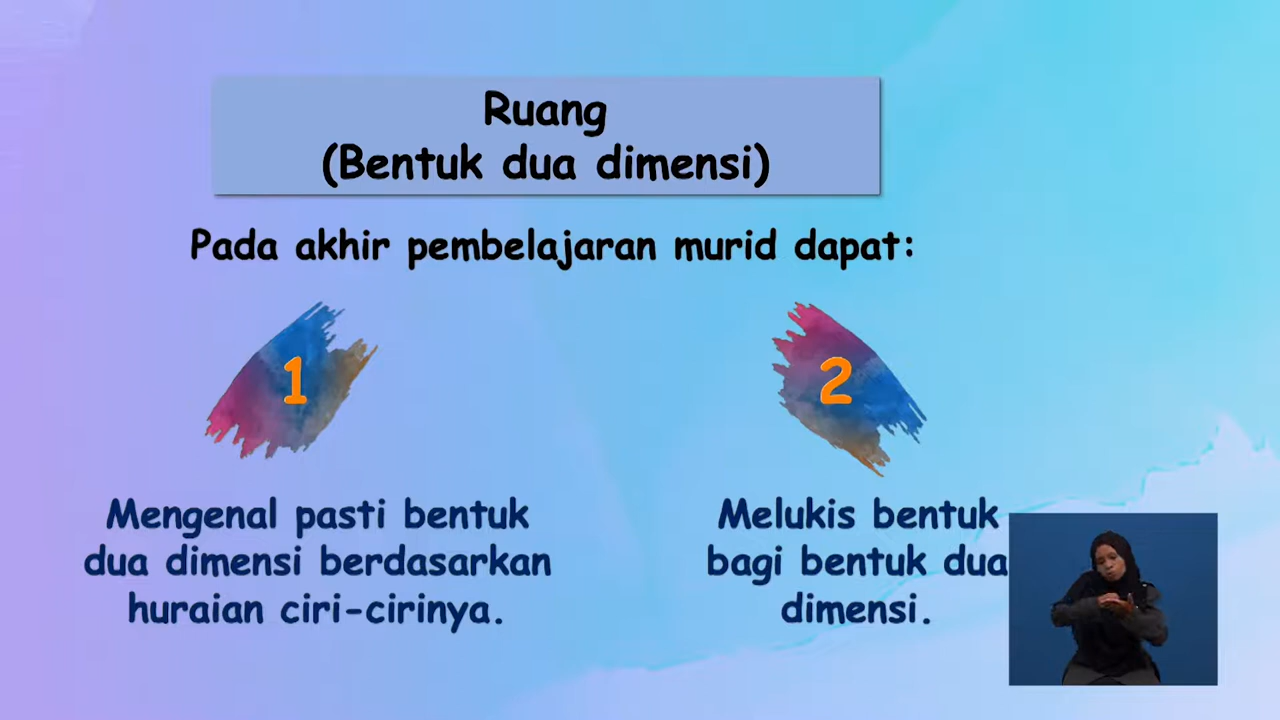 Ruang
(Bentuk dua dimensi)
Pada akhir pembelajaran murid dapat:
1
Mengenal pasti bentuk
dua dimensi berdasarkan
huraian ciri-cirinya.
2
Melukis bentuk
bagi bentuk dua
dimensi.